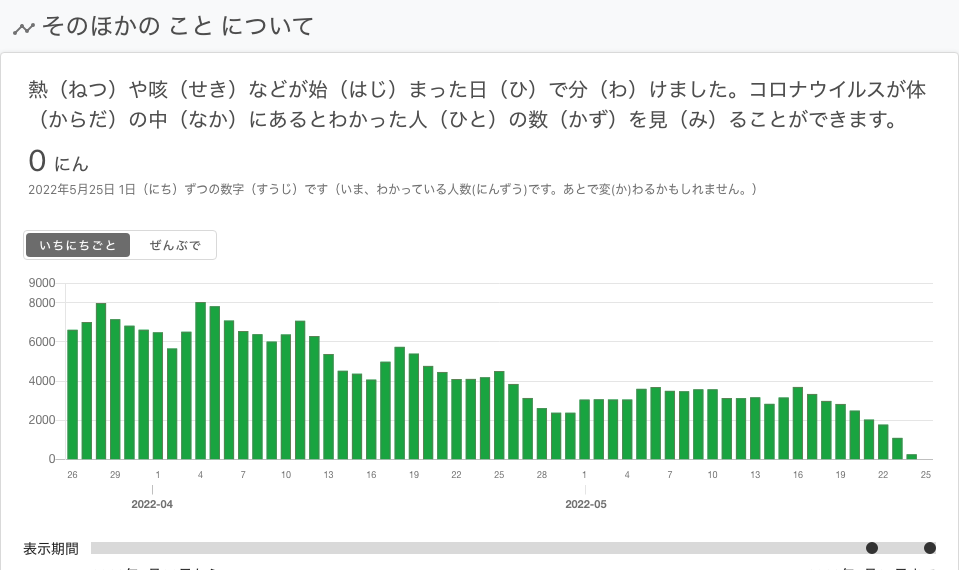 そのほかの こと について
熱（ねつ）や咳（せき）などが始（はじ）まった日（ひ）で分（わ）けました。コロナウイルスが体
（からだ）の中（なか）にあるとわかった人（ひと）の数（かず）を見（み）ることができます。
0 にん
2022年5月25日 1日（にち）ずつの数字（すうじ）です（いま、わかっている人数(にんずう)です。あとで変(か)わるかもしれません。）
いちにちごと ぜんぶで
9000
8000
6000
4000
2000
0
26 29 1 4 7 10 13 16 19 22 25 28 1 4 7 10 13 16 19 22 25
2022-04 2022-05
表示期間